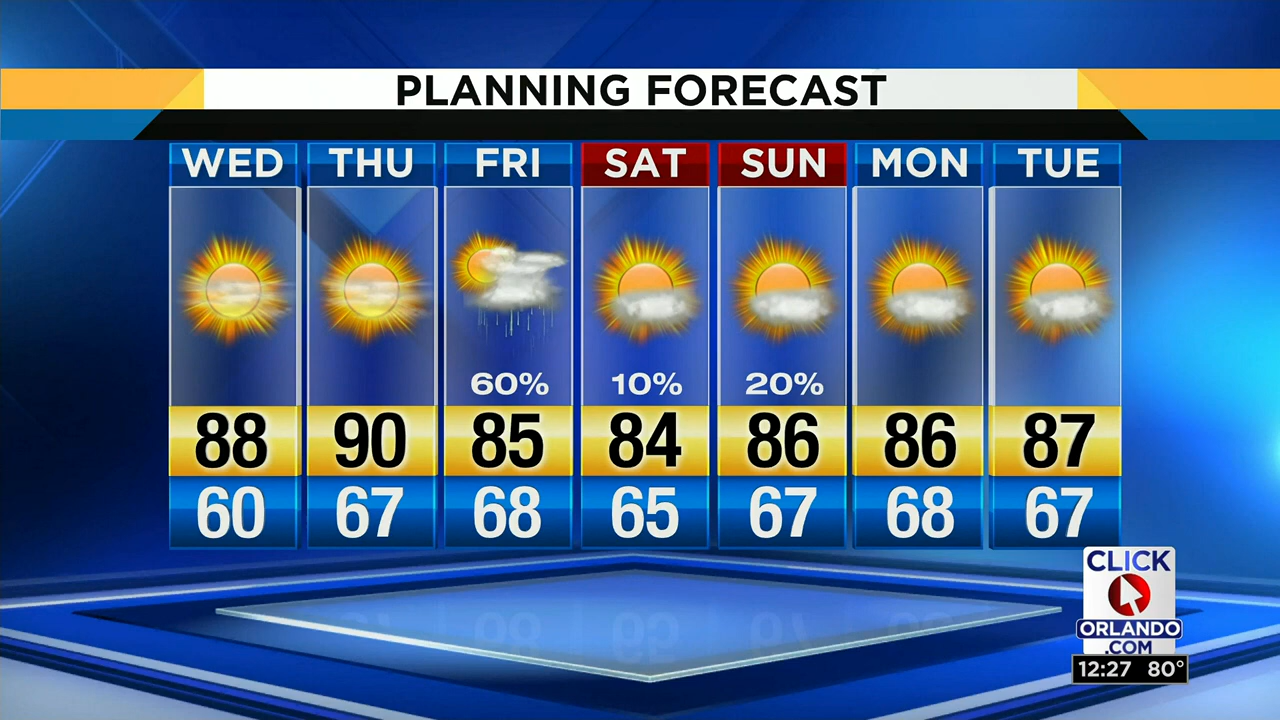 PLANNING FORECAST
WED THU FRI SAT SUN MON TUE
60% 10% 20%
88 90 85 84 86 86 87
60 67 68 65 67 68 67
CLICK
ORLANDO
.COM
12:27 80°